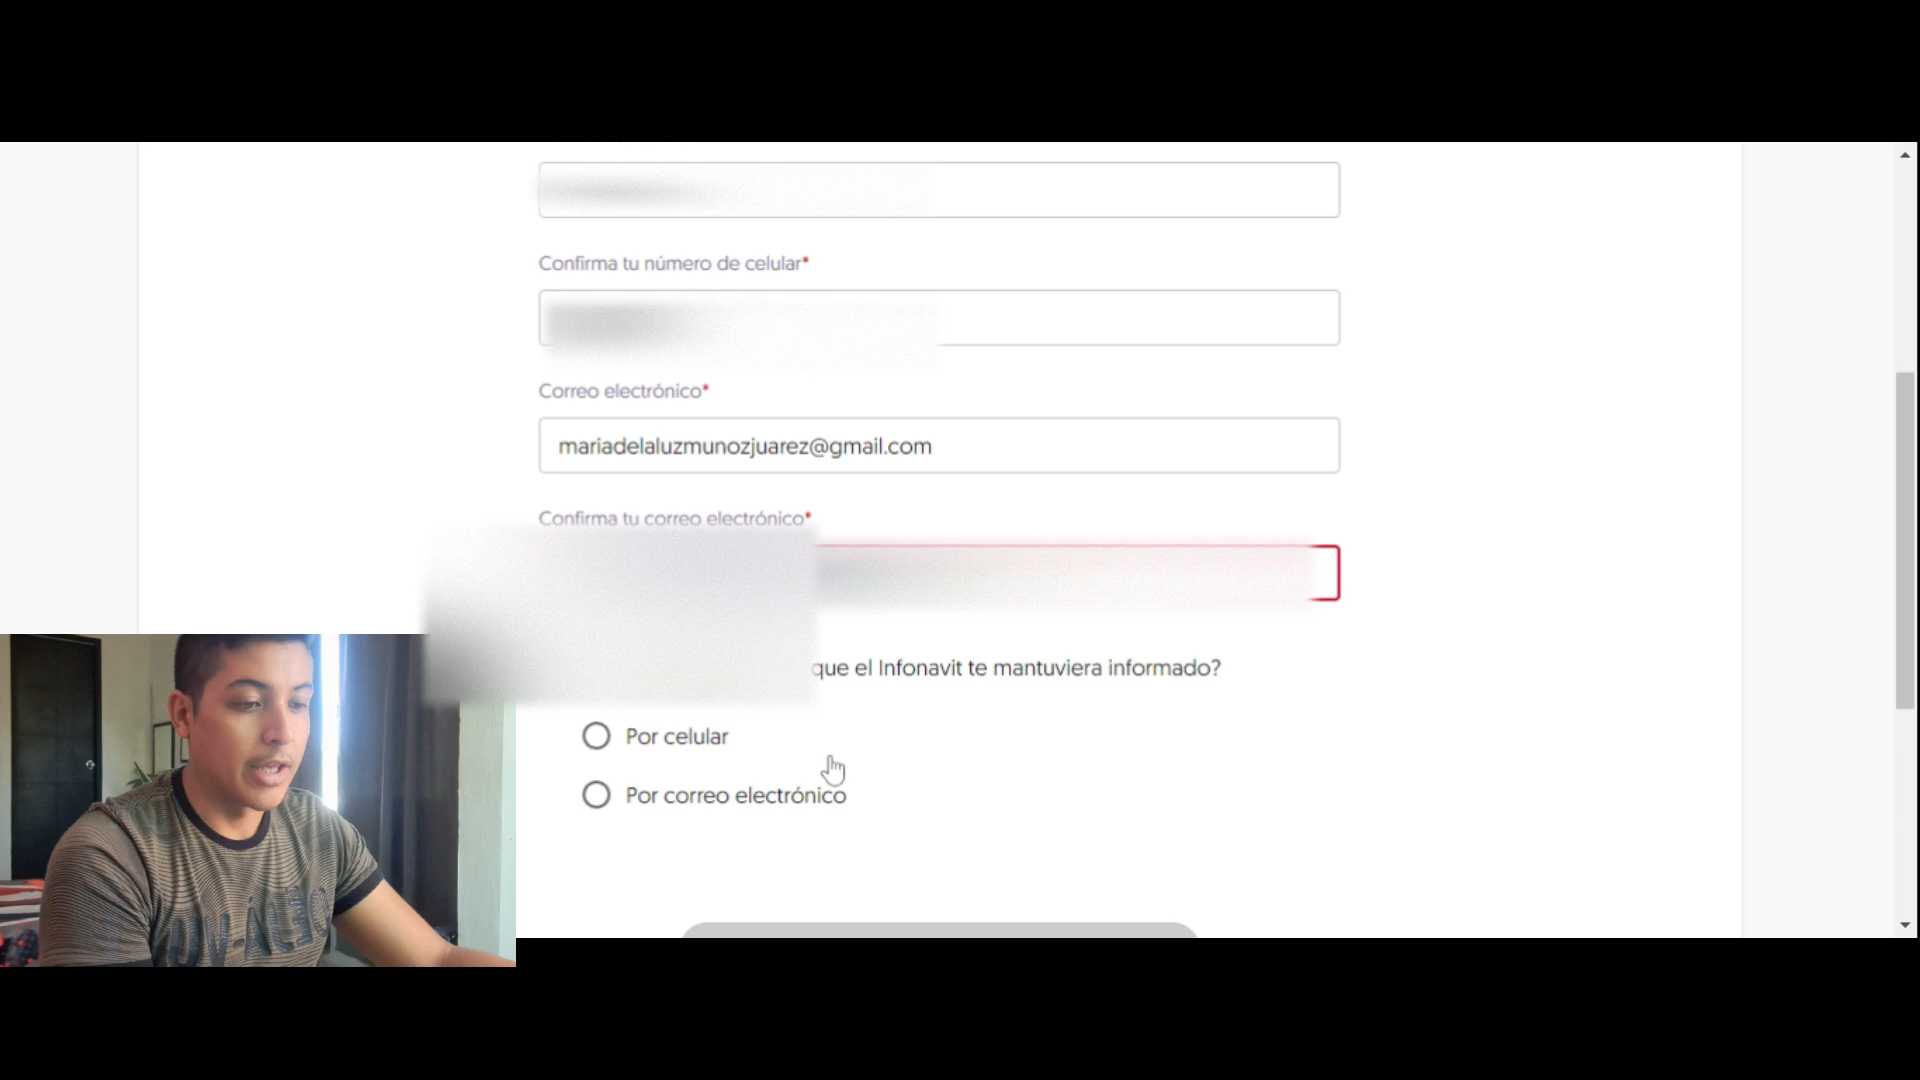 Confirma tu número de celular*
Correo electrónico*
mariadelaluzmunozjuarez@gmail.com
Confirma tu correo electrónico*
que el Infonavit te mantuviera informado?
Por celular
Por correo electrónico